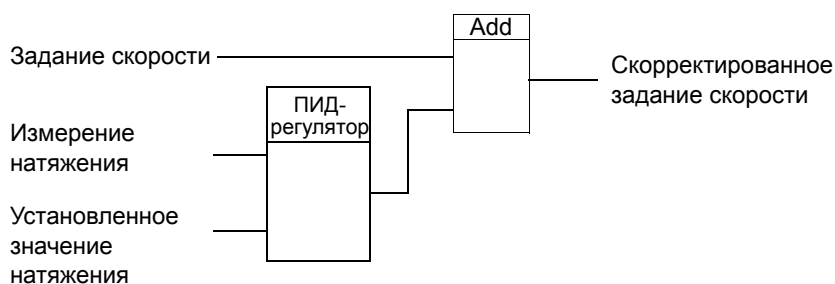 Add
Задание скорости
Скорректированное
задание скорости
ПИД-
регулятор
Измерение
натяжения
Установленное
значение
натяжения